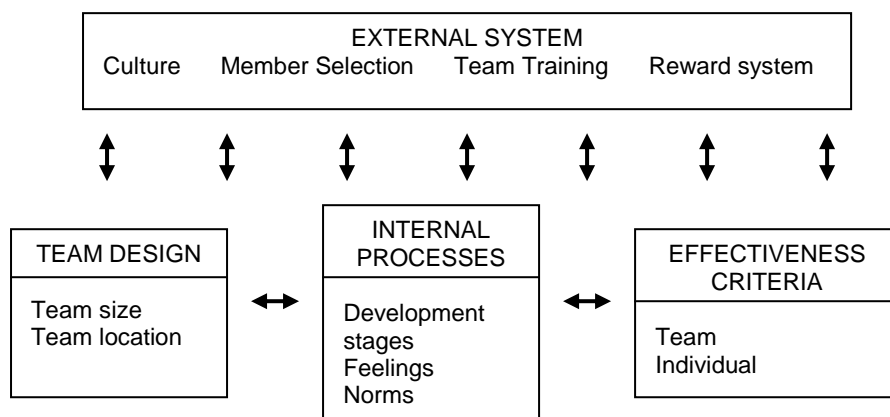 EXTERNAL SYSTEM
Culture Member Selection Team Training Reward system
TEAM DESIGN
Team size
Team location
INTERNAL
PROCESSES
Development
stages
Feelings
Norms
EFFECTIVENESS
CRITERIA
Team
Individual